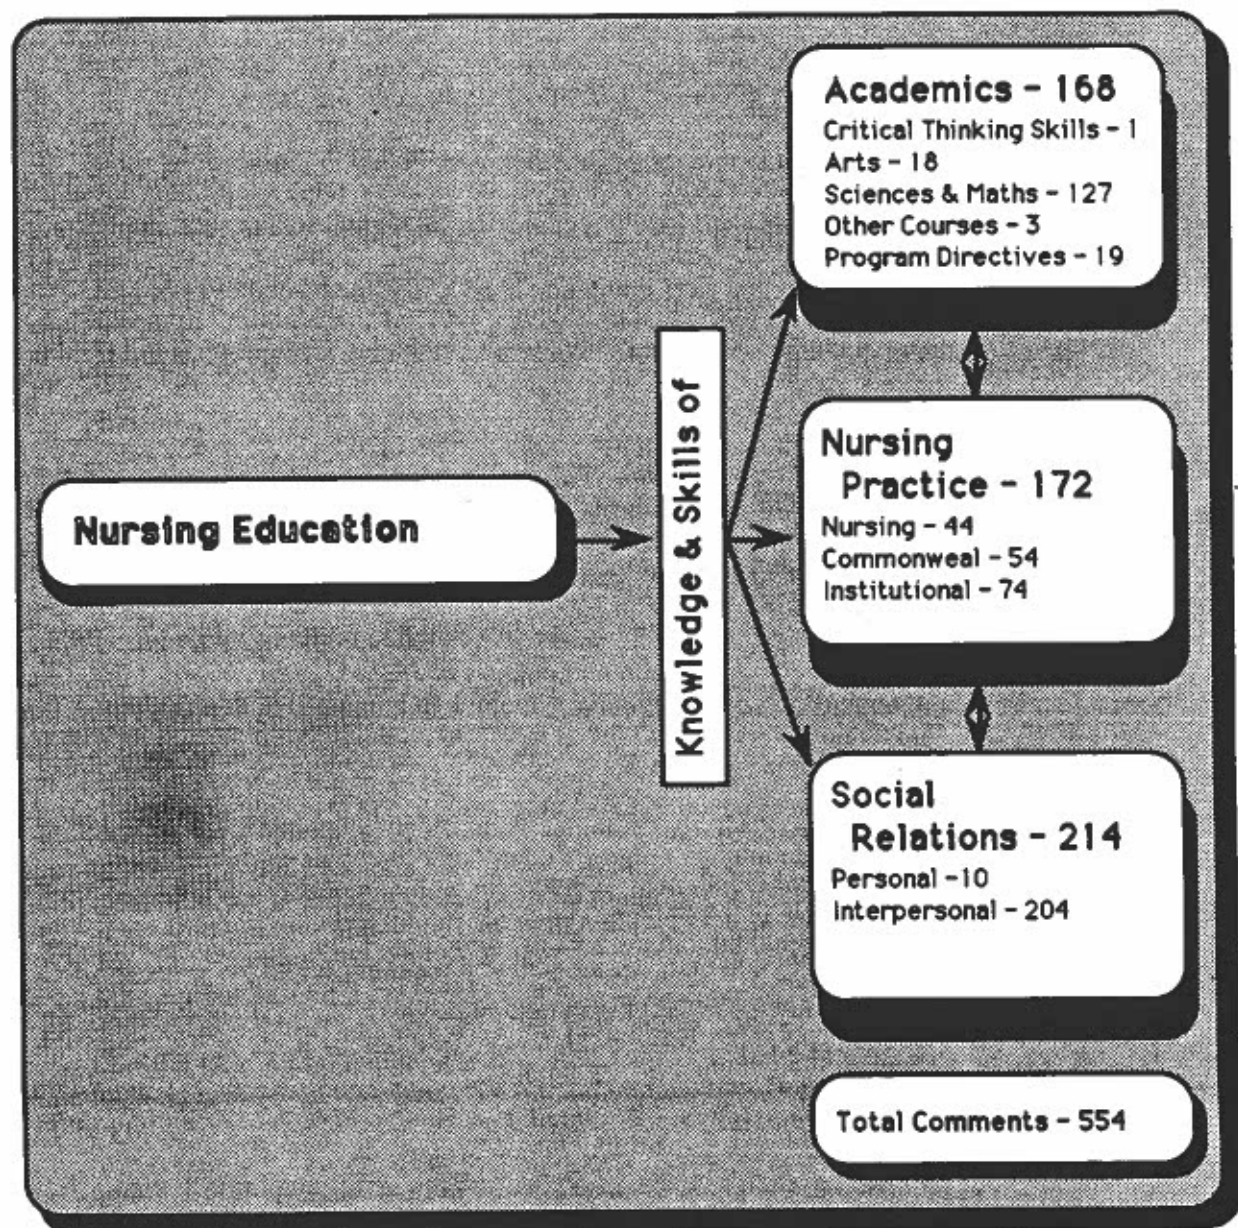 Nursing Education
Knowledge & Skills of
Academics - 168
Critical Thinking Skills - 1
Arts - 18
Sciences & Maths - 127
Other Courses - 3
Program Directives - 19
Nursing
Practice - 172
Nursing - 44
Commonweal - 54
Institutional - 74
Social
Relations - 214
Personal -10
Interpersonal - 204
Total Comments - 554